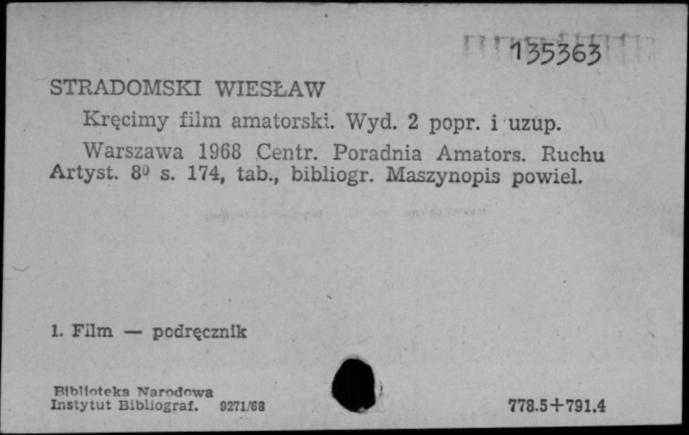 135363
STRADOMSKI WIESŁAW
Kręcimy film amatorski. Wyd. 2 popr. i uzup.
Warszawa 1968 Centr. Poradnia Amators. Ruchu
Artyst. 8⁰ s. 174, tab., bibliogr. Maszynopis powiel.
1. Film — podręcznik
Biblioteka Narodowa
Instytut Bibliograf. 9271/68
778.5+791.4